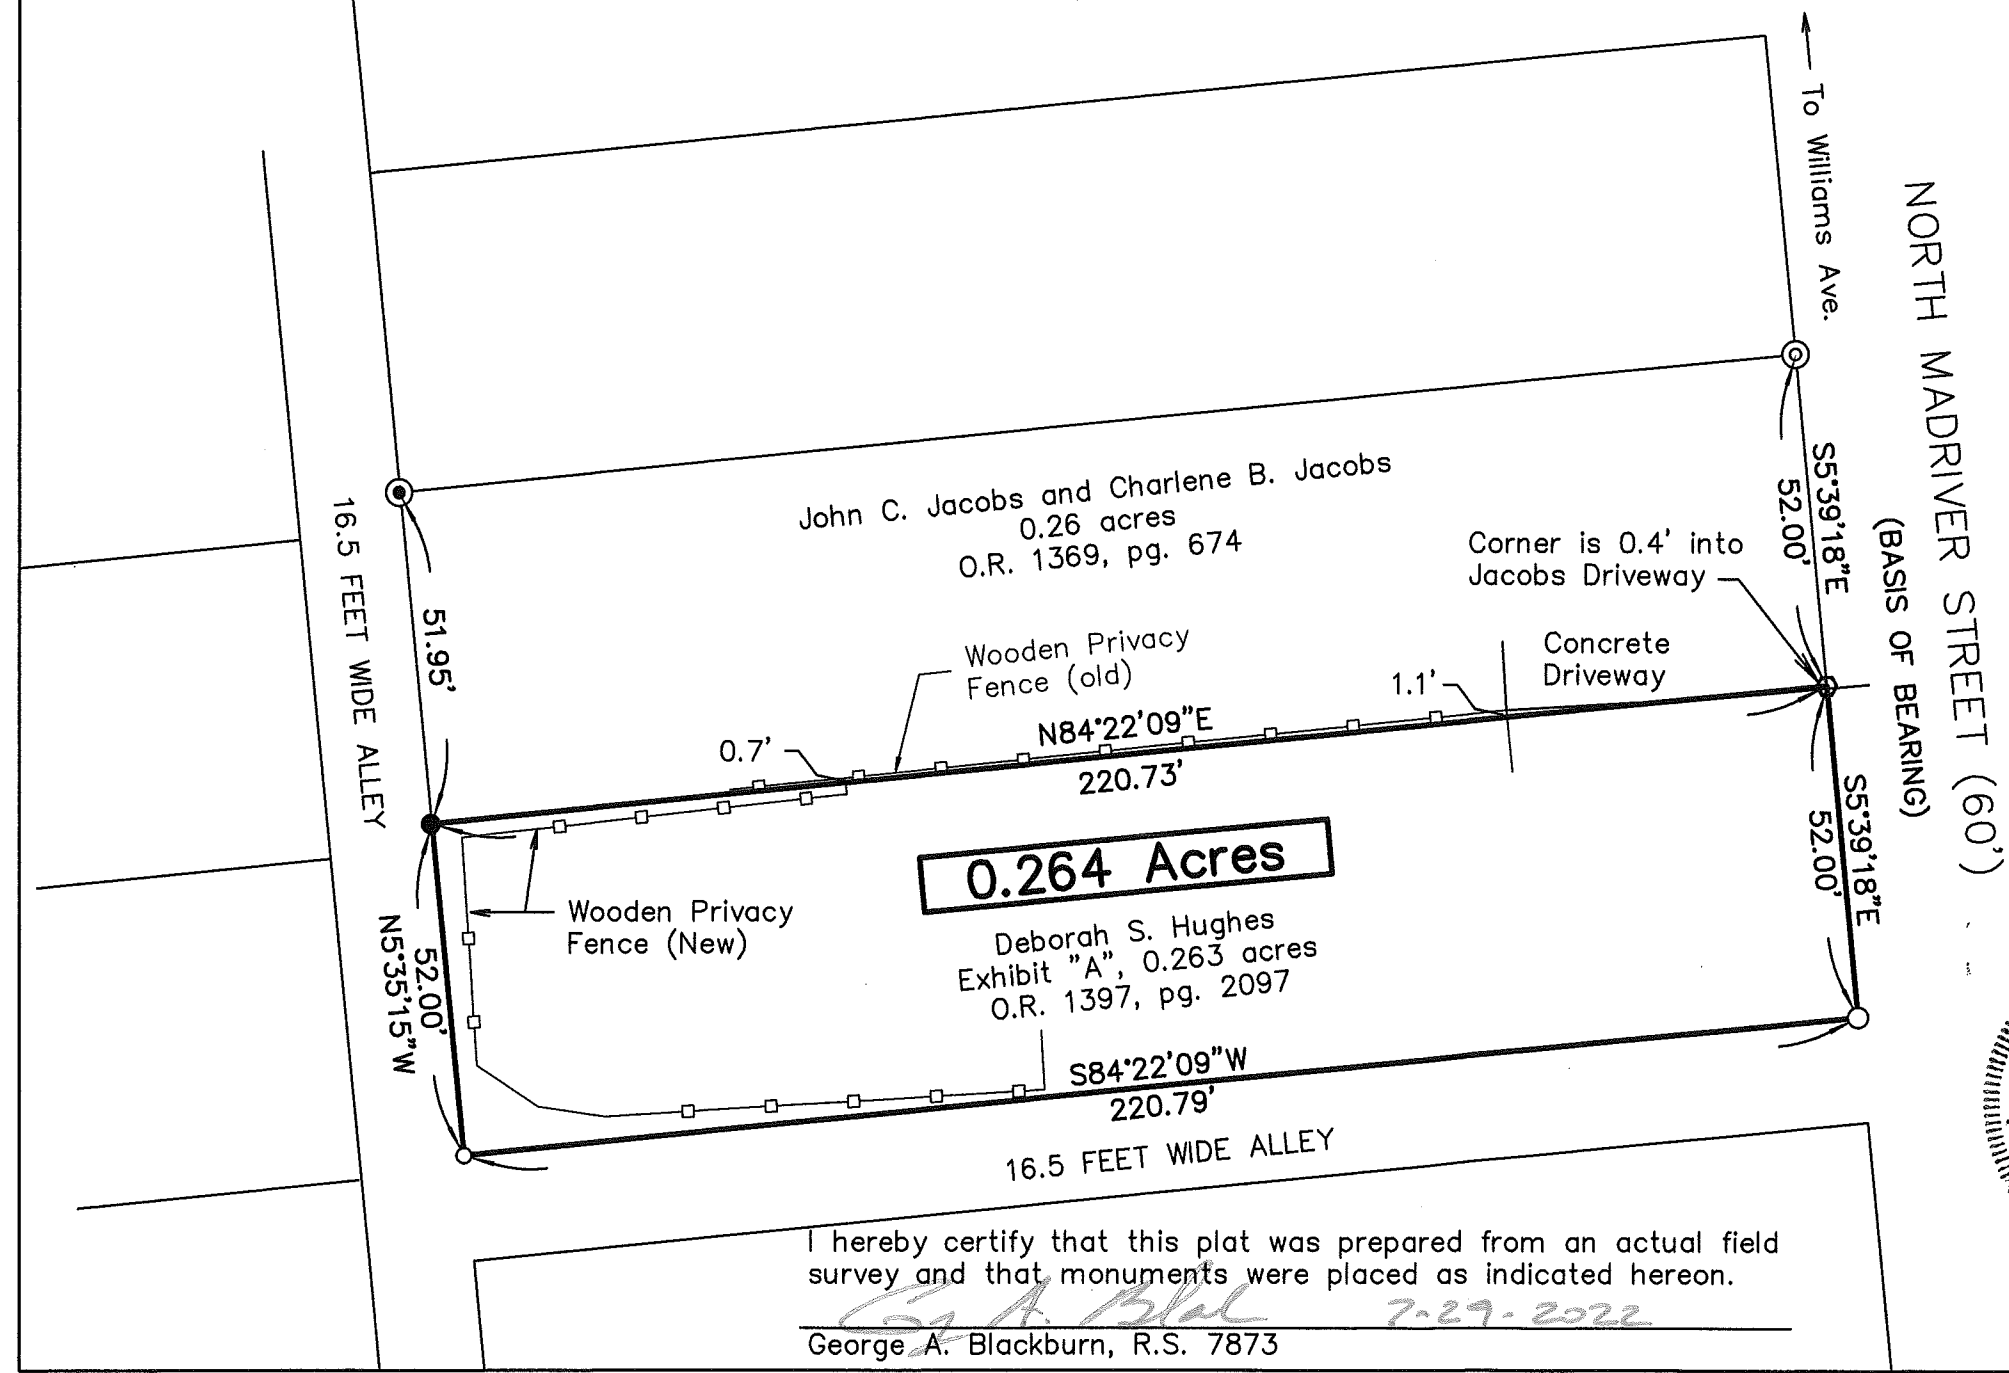 To Williams Ave.
NORTH MADRIVER STREET (60')
(BASIS OF BEARING)
S5°39'18"E
52.00'
John C. Jacobs and Charlene B. Jacobs
0.26 acres
O.R. 1369, pg. 674
Corner is 0.4' into
Jacobs Driveway
16.5 FEET WIDE ALLEY
51.95'
Wooden Privacy
Fence (old)
Concrete
Driveway
1.1'
0.7'
N84°22'09"E
220.73'
S5°39'18"E
52.00'
0.264 Acres
Wooden Privacy
Fence (New)
Deborah S. Hughes
Exhibit "A", 0.263 acres
O.R. 1397, pg. 2097
52.00'
N5°35'15"W
S84°22'09"W
220.79'
16.5 FEET WIDE ALLEY
I hereby certify that this plat was prepared from an actual field
survey and that monuments were placed as indicated hereon.
7-29-2022
George A. Blackburn, R.S. 7873